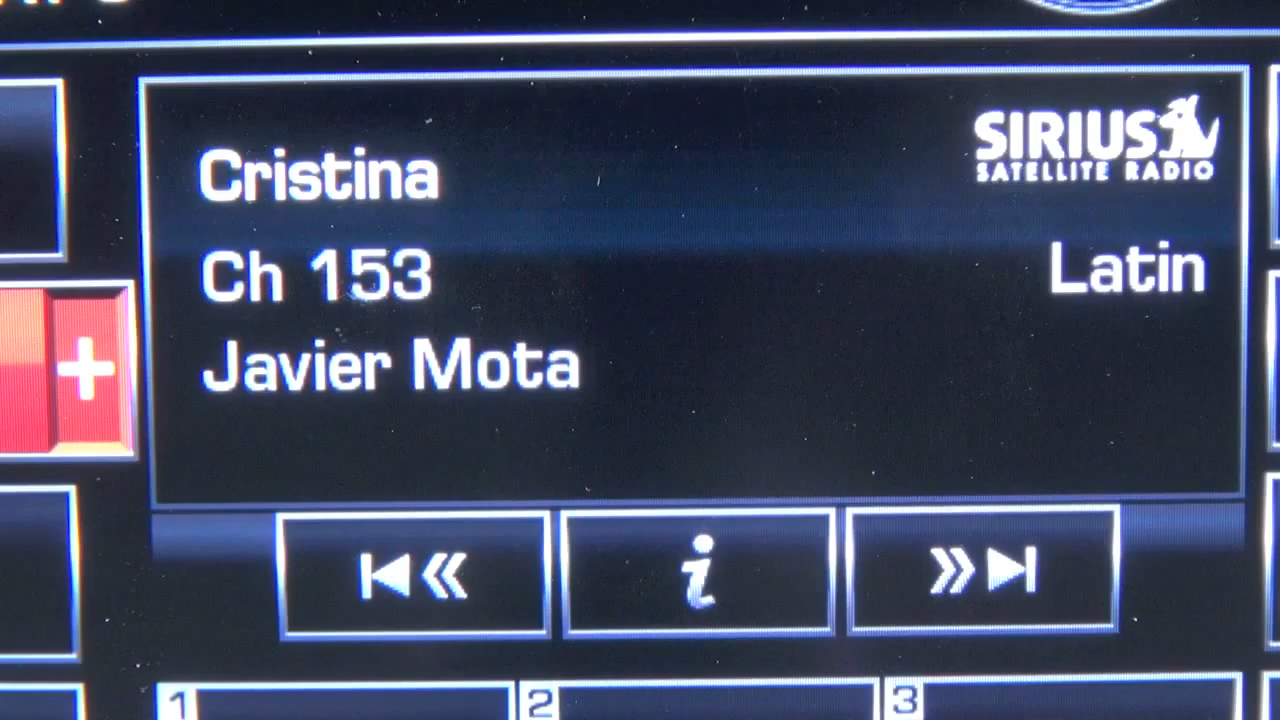 Cristina
SIRIUS
SATELLITE RADIO
Ch 153
Latin
Javier Mota
+
i
1
2
3